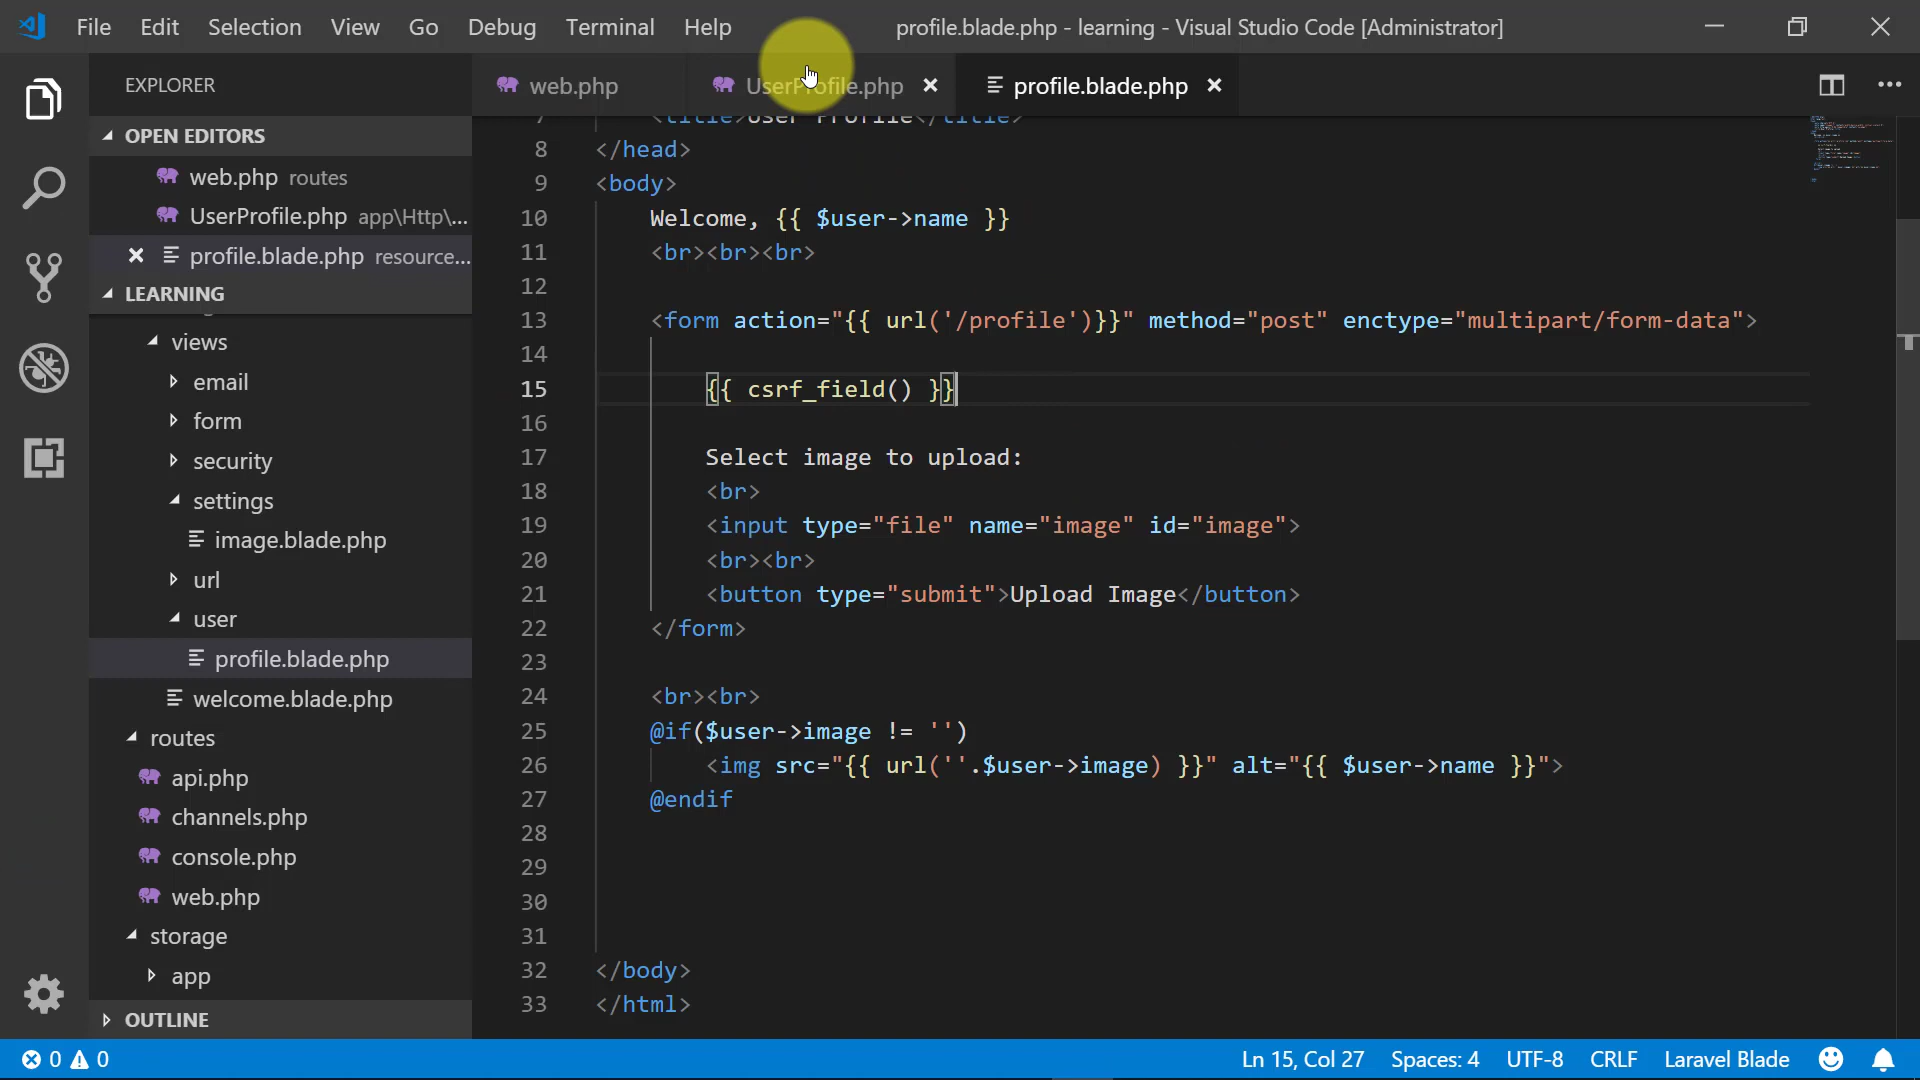 File Edit Selection View Go Debug Terminal Help profile.blade.php - learning - Visual Studio Code [Administrator]
EXPLORER
web.php UserProfile.php profile.blade.php
OPEN EDITORS
web.php routes
UserProfile.php app\Http\...
profile.blade.php resource...
LEARNING
views
email
form
security
settings
image.blade.php
url
user
profile.blade.php
welcome.blade.php
routes
api.php
channels.php
console.php
web.php
storage
app
OUTLINE
7 <title>User Profile</title>
8 </head>
9 <body>
10 Welcome, {{ $user->name }}
11 <br><br><br>
12
13 <form action="{{ url('/profile')}}" method="post" enctype="multipart/form-data">
14
15 {{ csrf_field() }}
16
17 Select image to upload:
18 <br>
19 <input type="file" name="image" id="image">
20 <br><br>
21 <button type="submit">Upload Image</button>
22 </form>
23
24 <br><br>
25 @if($user->image != '')
26 <img src="{{ url(''.$user->image) }}" alt="{{ $user->name }}">
27 @endif
28
29
30
31
32 </body>
33 </html>
0 0 Ln 15, Col 27 Spaces: 4 UTF-8 CRLF Laravel Blade